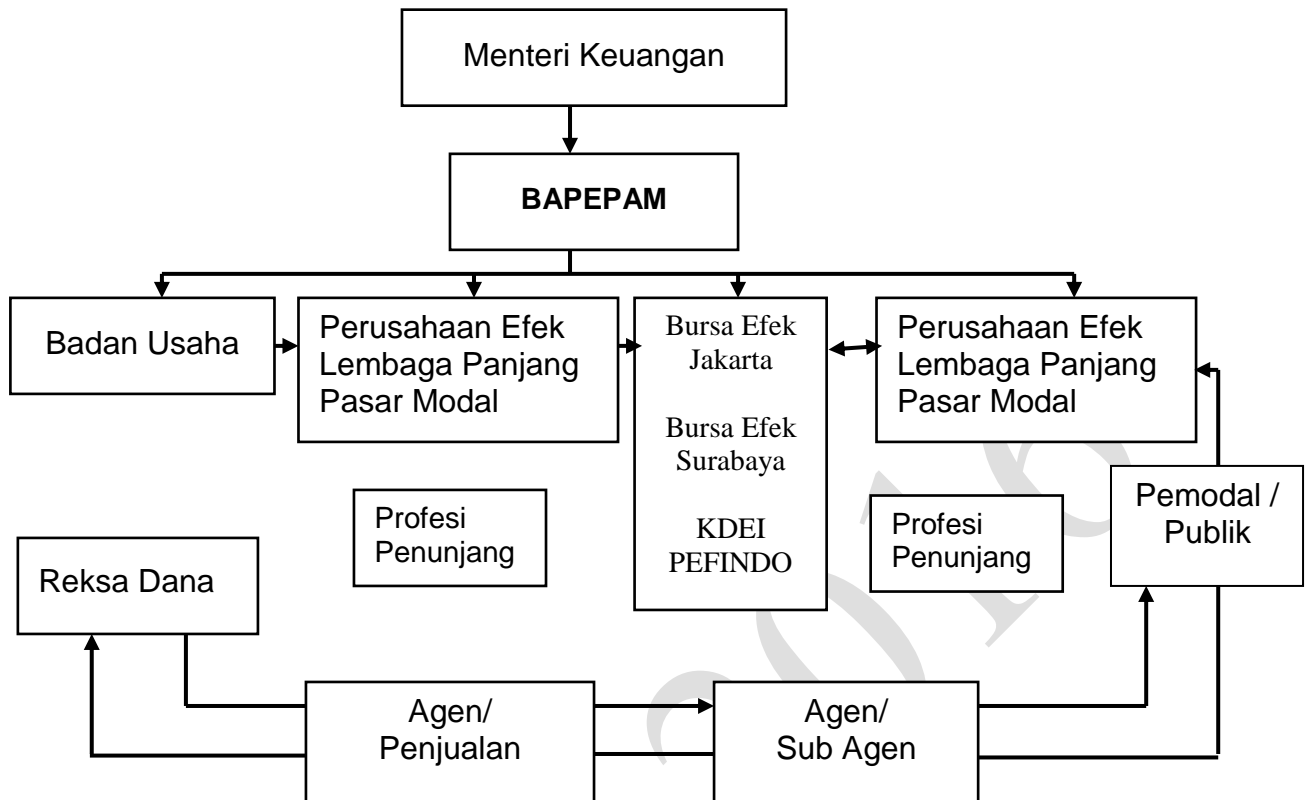 Menteri Keuangan
BAPEPAM
Badan Usaha
Perusahaan Efek
Lembaga Panjang
Pasar Modal
Bursa Efek
Jakarta
Bursa Efek
Surabaya
KDEI
PEFINDO
Perusahaan Efek
Lembaga Panjang
Pasar Modal
Profesi
Penunjang
Profesi
Penunjang
Pemodal /
Publik
Reksa Dana
Agen/
Penjualan
Agen/
Sub Agen
2016